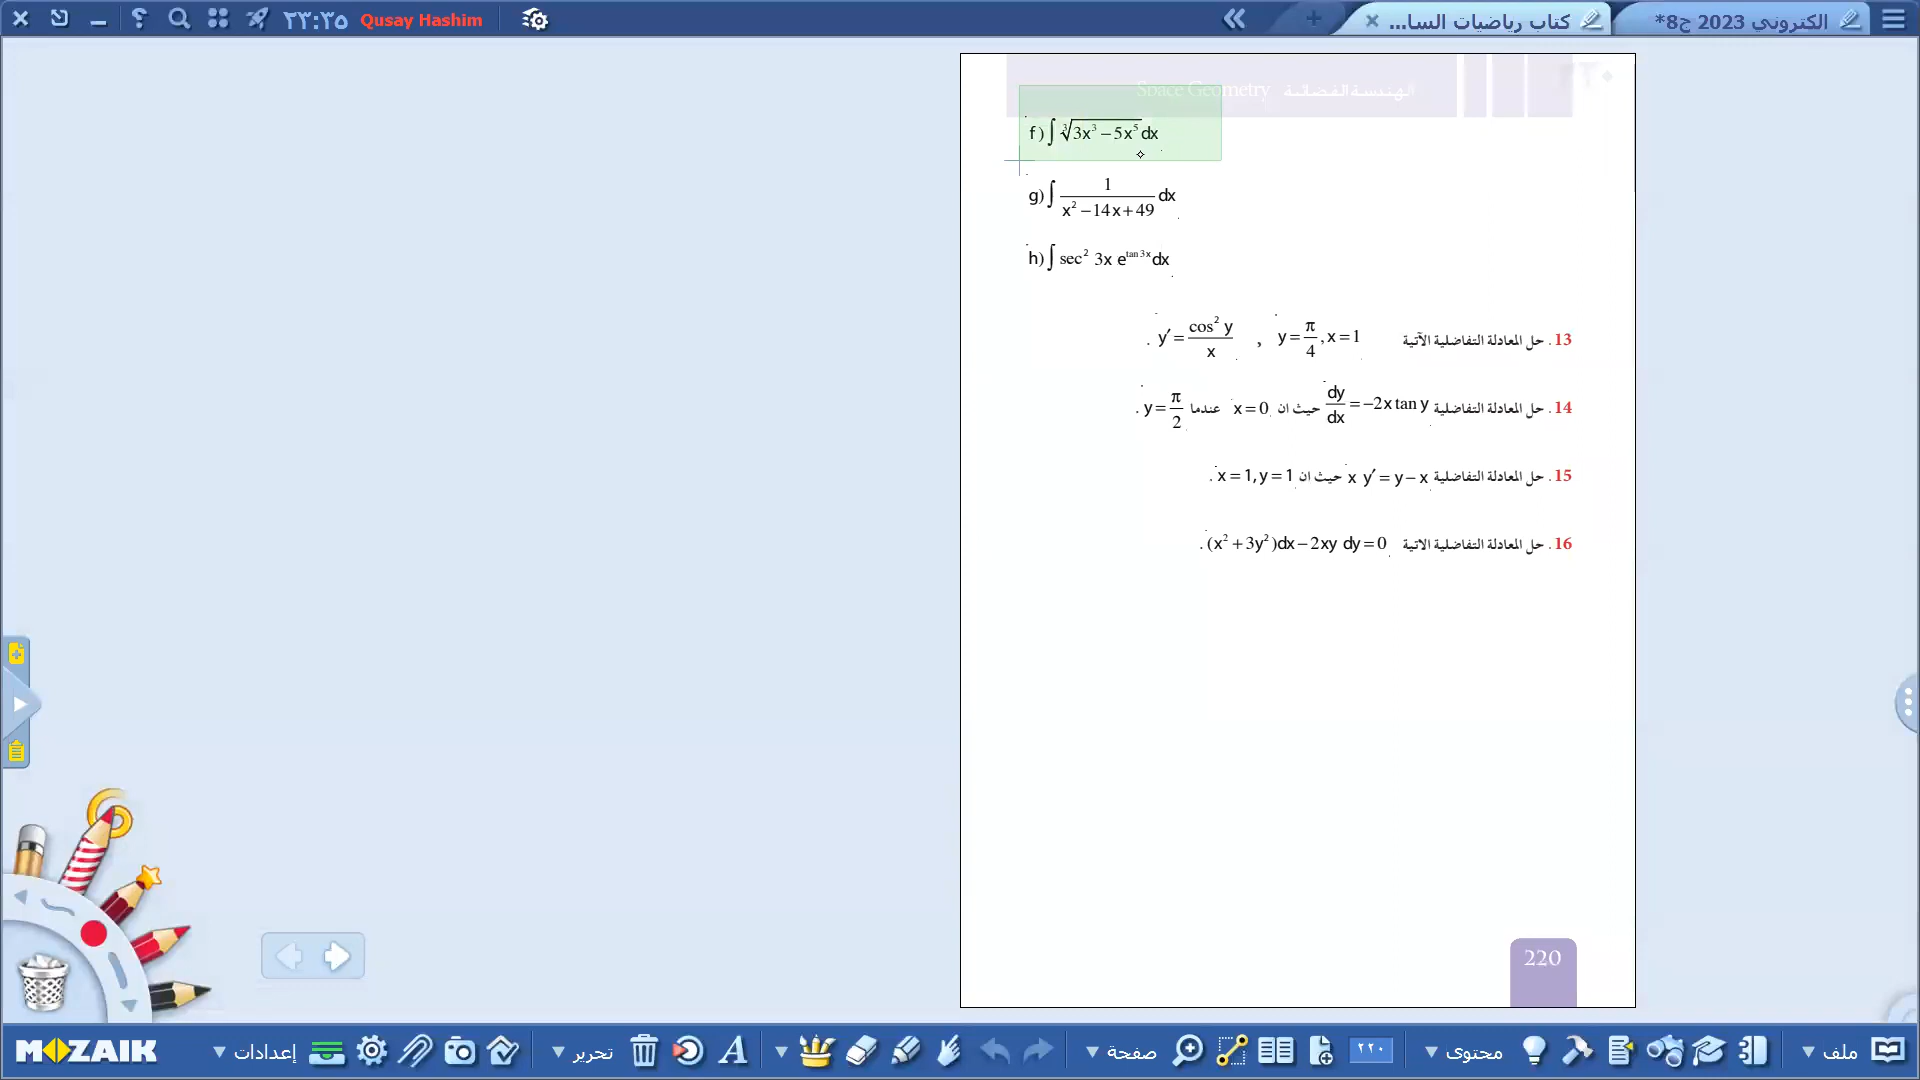 ٢٣:٣٥ Qusay Hashim
كتاب رياضيات السا...
الكتروني 2023 ح8*
Space Geometry الهندسة الفضائية
f) ∫ ∛(3x³ − 5x⁵) dx
g) ∫ 1/(x² − 14x + 49) dx
h) ∫ sec² 3x e^(tan 3x) dx
13. حل المعادلة التفاضلية الآتية y′ = cos² y / x , y = π/4, x = 1 .
14. حل المعادلة التفاضلية dy/dx = −2x tan y حيث ان x = 0 عندما y = π/2 .
15. حل المعادلة التفاضلية x y′ = y − x حيث ان x = 1, y = 1 .
16. حل المعادلة التفاضلية الاتية (x² + 3y²)dx − 2xy dy = 0 .
220
MOZAIK
إعدادات
تحرير
صفحة
٢٢٠
محتوى
ملف